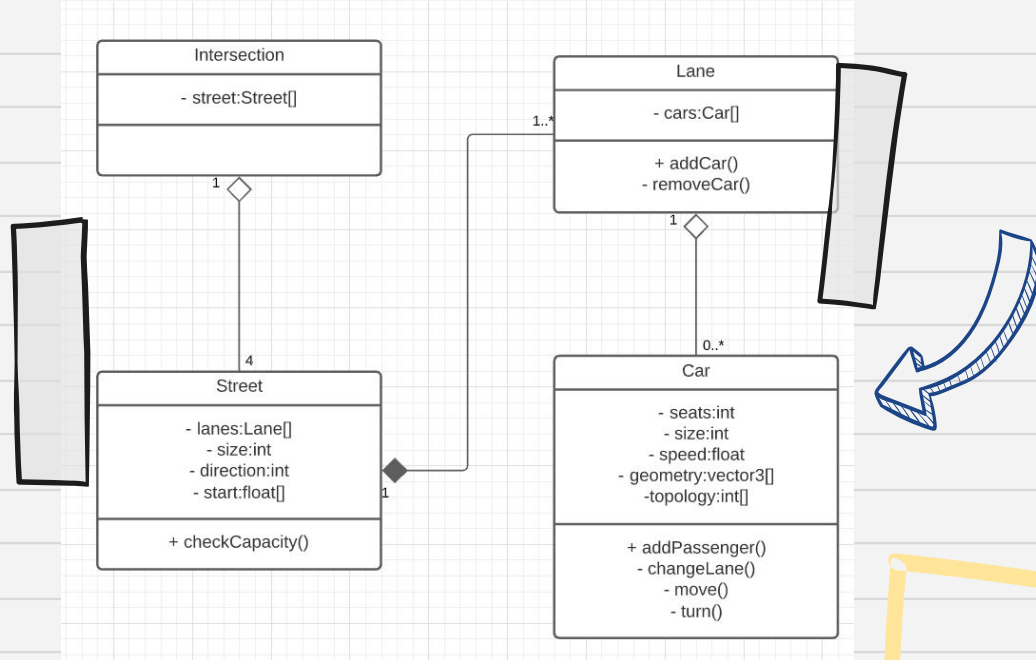 Intersection
- street:Street[]
1
4
Street
- lanes:Lane[]
- size:int
- direction:int
- start:float[]
+ checkCapacity()
1
1..*
Lane
- cars:Car[]
+ addCar()
- removeCar()
1
0..*
Car
- seats:int
- size:int
- speed:float
- geometry:vector3[]
-topology:int[]
+ addPassenger()
- changeLane()
- move()
- turn()